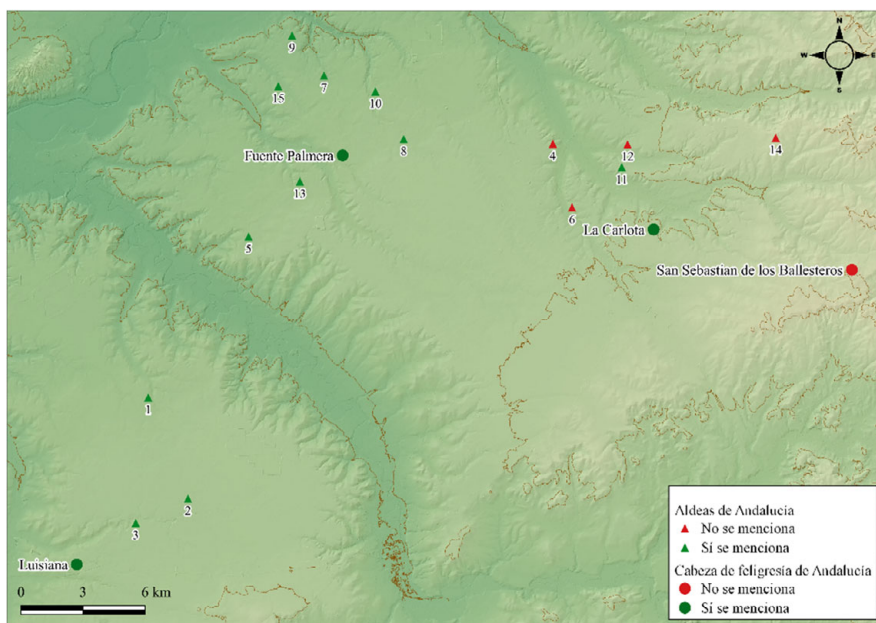 N
W
E
S
9
7
15
10
8
Fuente Palmera
4
12
14
11
13
6
La Carlota
5
San Sebastian de los Ballesteros
1
2
3
Luisiana
0 3 6 km
Aldeas de Andalucía
No se menciona
Sí se menciona
Cabeza de feligresía de Andalucía
No se menciona
Sí se menciona